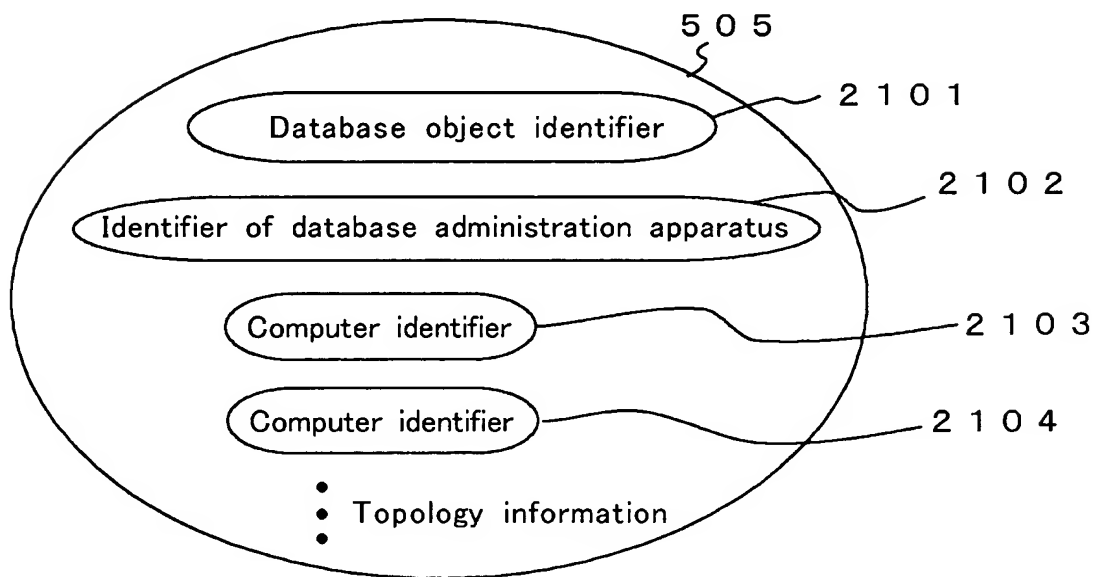 505
2101
Database object identifier
2102
Identifier of database administration apparatus
2103
Computer identifier
2104
Computer identifier
Topology information